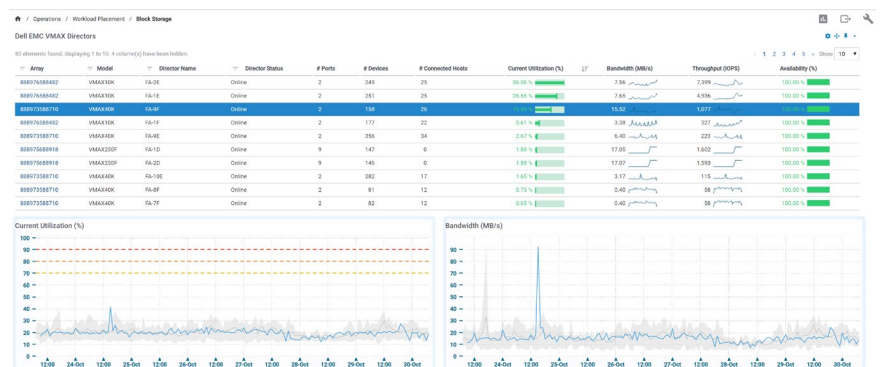 / Operations / Workload Placement / Block Storage
Dell EMC VMAX Directors
80 elements found, displaying 1 to 10. 4 column(s) have been hidden.
1 2 3 4 5 » Show 10
Array Model Director Name Director Status # Ports # Devices # Connected Hosts Current Utilization (%) Bandwidth (MB/s) Throughput (IOPS) Availability (%)
888976588482 VMAX10K FA-2E Online 2 249 25 36.06 % 7.56 7,399 100.00 %
888976588482 VMAX10K FA-1E Online 2 251 25 26.66 % 7.65 4,936 100.00 %
888973588710 VMAX40K FA-9F Online 2 158 26 15.52 1,077 100.00 %
888976588482 VMAX10K FA-1F Online 2 177 22 5.61 % 3.38 327 100.00 %
888973588710 VMAX40K FA-9E Online 2 356 34 2.67 % 6.40 223 100.00 %
888975688918 VMAX250F FA-1D Online 9 147 0 1.88 % 17.05 1,602 100.00 %
888975688918 VMAX250F FA-2D Online 9 146 0 1.88 % 17.07 1,593 100.00 %
888973588710 VMAX40K FA-10E Online 2 282 17 1.65 % 3.17 115 100.00 %
888973588710 VMAX40K FA-8F Online 2 81 12 0.73 % 0.40 58 100.00 %
888973588710 VMAX40K FA-7F Online 2 82 12 0.65 % 0.40 58 100.00 %
Current Utilization (%)
100
90
80
70
60
50
40
30
20
10
0
12:00 24-Oct 12:00 25-Oct 12:00 26-Oct 12:00 27-Oct 12:00 28-Oct 12:00 29-Oct 12:00 30-Oct
Bandwidth (MB/s)
90
80
70
60
50
40
30
20
10
0
12:00 24-Oct 12:00 25-Oct 12:00 26-Oct 12:00 27-Oct 12:00 28-Oct 12:00 29-Oct 12:00 30-Oct